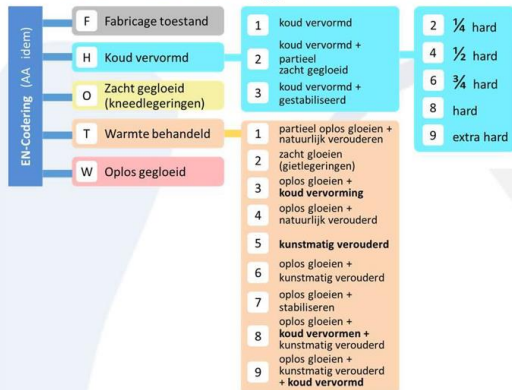 EN-Codering (AA idem)
F Fabricage toestand
H Koud vervormd
O Zacht gegloeid
(kneedlegeringen)
T Warmte behandeld
W Oplos gegloeid
1 koud vervormd
2 koud vervormd +
partieel
zacht gegloeid
3 koud vervormd +
gestabiliseerd
2 ¼ hard
4 ½ hard
6 ¾ hard
8 hard
9 extra hard
1 partieel oplos gloeien +
natuurlijk verouderen
2 zacht gloeien
(gietlegeringen)
3 oplos gloeien +
koud vervorming
4 oplos gloeien +
natuurlijk verouderd
5 kunstmatig verouderd
6 oplos gloeien +
kunstmatig verouderd
7 oplos gloeien +
stabiliseren
8 oplos gloeien +
koud vervormen +
kunstmatig verouderd
9 oplos gloeien +
kunstmatig verouderd
+ koud vervormd